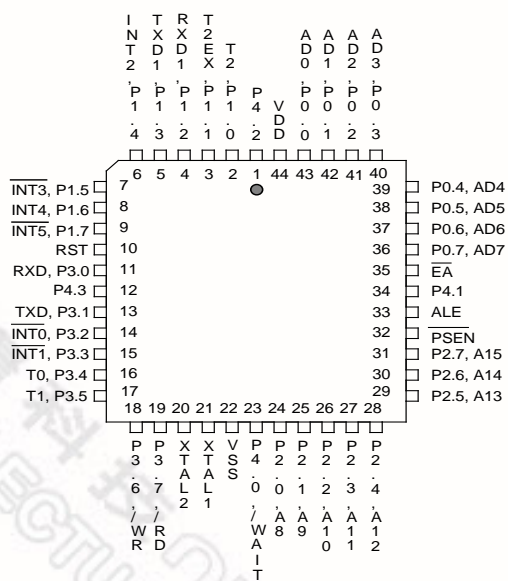 INT2, P1.4
TXD1, P1.3
RXD1, P1.2
T2EX, P1.1
T2, P1.0
P4.2
VDD
AD0, P0.0
AD1, P0.1
AD2, P0.2
AD3, P0.3
6 5 4 3 2 1 44 43 42 41 40
INT3, P1.5 7
INT4, P1.6 8
INT5, P1.7 9
RST 10
RXD, P3.0 11
P4.3 12
TXD, P3.1 13
INT0, P3.2 14
INT1, P3.3 15
T0, P3.4 16
T1, P3.5 17
39 P0.4, AD4
38 P0.5, AD5
37 P0.6, AD6
36 P0.7, AD7
35 EA
34 P4.1
33 ALE
32 PSEN
31 P2.7, A15
30 P2.6, A14
29 P2.5, A13
18 19 20 21 22 23 24 25 26 27 28
P3.6, /WR
P3.7, /RD
XTAL2
XTAL1
VSS
P4.0, /WAIT
P2.0, A8
P2.1, A9
P2.2, A10
P2.3, A11
P2.4, A12